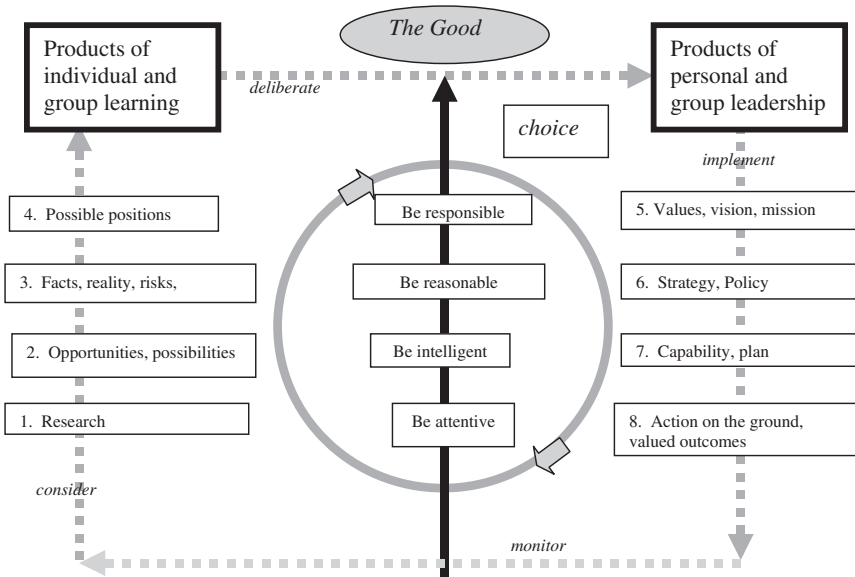 The Good
Products of
individual and
group learning
Products of
personal and
group leadership
deliberate
choice
implement
4. Possible positions
Be responsible
5. Values, vision, mission
3. Facts, reality, risks,
Be reasonable
6. Strategy, Policy
2. Opportunities, possibilities
Be intelligent
7. Capability, plan
1. Research
Be attentive
8. Action on the ground,
valued outcomes
consider
monitor